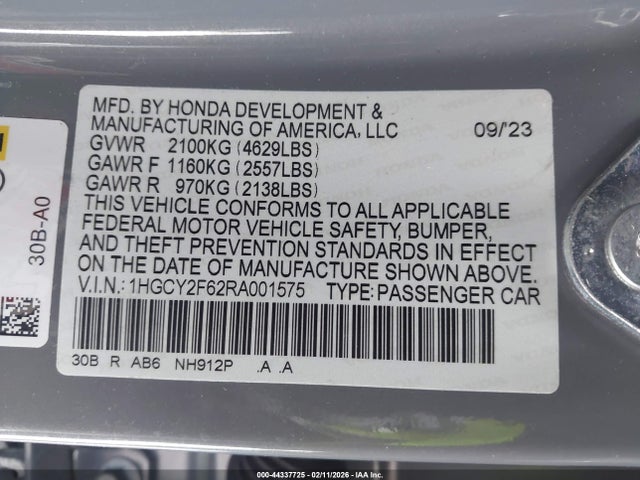 MFD. BY HONDA DEVELOPMENT &
MANUFACTURING OF AMERICA, LLC 09/'23
GVWR 2100KG (4629LBS)
GAWR F 1160KG (2557LBS)
GAWR R 970KG (2138LBS)
THIS VEHICLE CONFORMS TO ALL APPLICABLE
FEDERAL MOTOR VEHICLE SAFETY, BUMPER,
AND THEFT PREVENTION STANDARDS IN EFFECT
ON THE DATE OF MANUFACTURE SHOWN ABOVE.
V.I.N.: 1HGCY2F62RA001575 TYPE: PASSENGER CAR
30B R AB6 NH912P .A .A
30B-A0
000-44337725 - 02/11/2026 - IAA Inc.